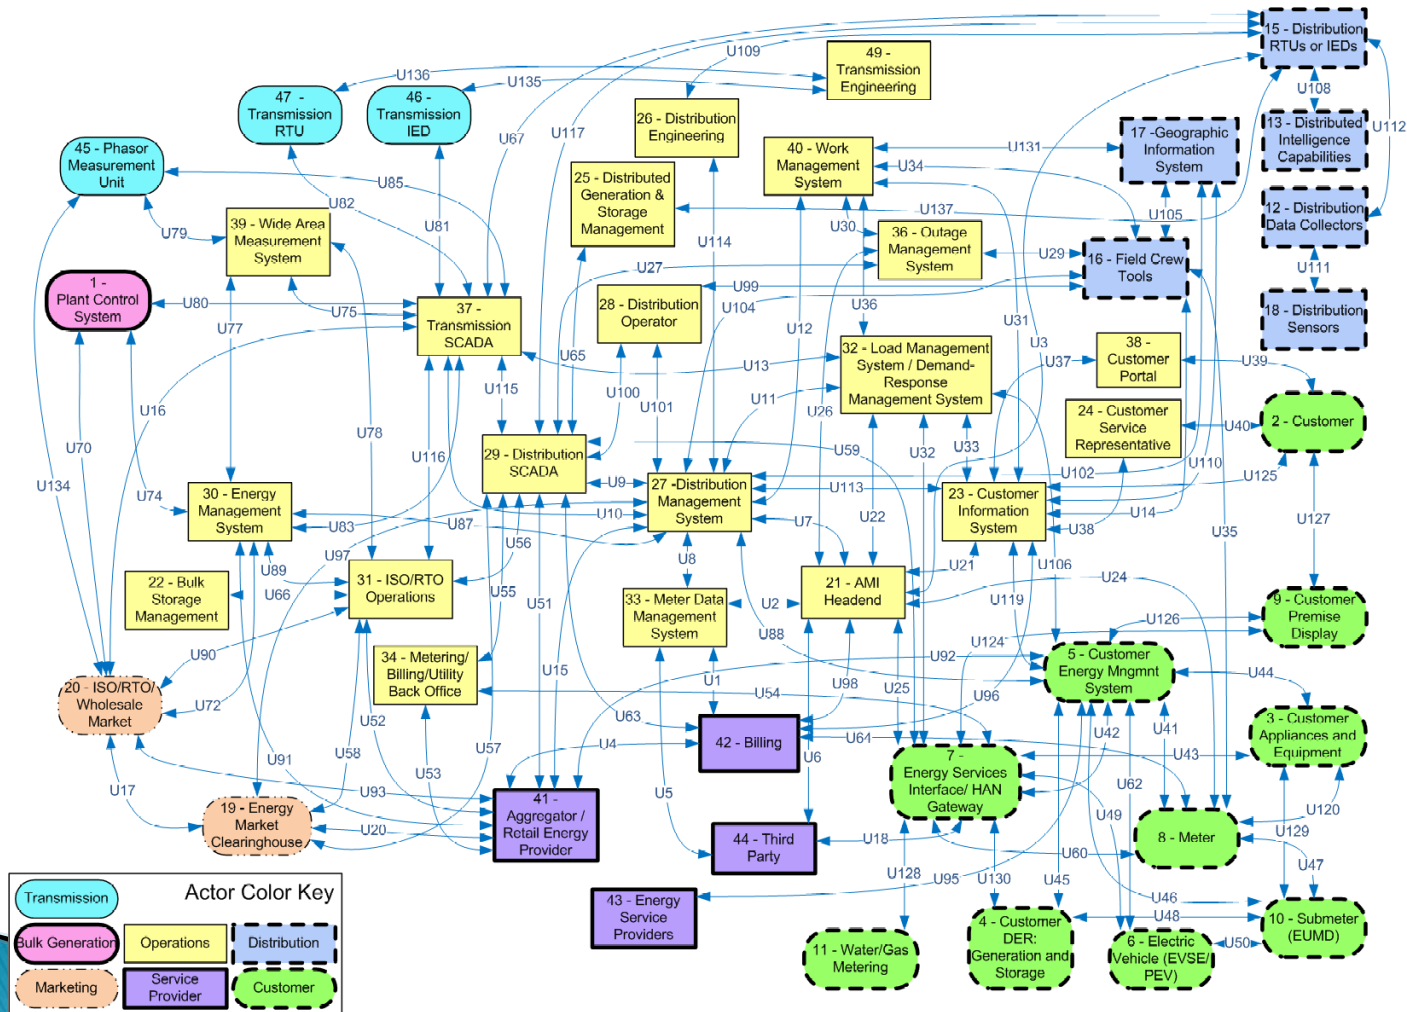 15 - Distribution
RTUs or IEDs
U109
49 -
Transmission
Engineering
U136
U135
47 -
Transmission
RTU
46 -
Transmission
IED
U108
U67
U117
26 - Distribution
Engineering
13 - Distributed
Intelligence
Capabilities
U112
17 -Geographic
Information
System
45 - Phasor
Measurement
Unit
40 - Work
Management
System
U131
U34
25 - Distributed
Generation &
Storage
Management
U85
U82
U137
U105
12 - Distribution
Data Collectors
39 - Wide Area
Measurement
System
U79
U81
U30
36 - Outage
Management
System
U114
U29
16 - Field Crew
Tools
U111
U27
1 -
Plant Control
System
U80
U75
37 -
Transmission
SCADA
U99
U104
28 - Distribution
Operator
U36
18 - Distribution
Sensors
U77
U12
U31
U3
32 - Load Management
System / Demand-
Response
Management System
38 -
Customer
Portal
U65
U13
U37
U39
U115
U100
U11
U101
U16
U26
24 - Customer
Service
Representative
2 - Customer
U40
U70
U78
U116
29 - Distribution
SCADA
U59
U32
U33
U134
U74
U102
U110
U125
30 - Energy
Management
System
U9
27 -Distribution
Management
System
U113
23 - Customer
Information
System
U14
U127
U83
U87
U10
U7
U22
U38
U35
U97
U56
U89
U8
U21
U106
22 - Bulk
Storage
Management
U66
31 - ISO/RTO
Operations
U55
U51
33 - Meter Data
Management
System
U2
21 - AMI
Headend
U119
U24
9 - Customer
Premise
Display
U90
34 - Metering/
Billing/Utility
Back Office
U15
U88
U124
U126
U92
5 - Customer
Energy Mngmnt
System
U44
20 - ISO/RTO/
Wholesale
Market
U72
U1
U98
U25
U54
U96
U52
U63
U57
U58
42 - Billing
U4
U6
U64
U42
U41
U43
3 - Customer
Appliances and
Equipment
U91
U53
7 -
Energy Services
Interface/ HAN
Gateway
U62
U17
U93
U5
19 - Energy
Market
Clearinghouse
U20
41 -
Aggregator /
Retail Energy
Provider
44 - Third
Party
U18
U49
U120
U129
8 - Meter
U60
U128
U130
U95
U45
U46
U47
Actor Color Key
Transmission
Bulk Generation
Operations
Distribution
Marketing
Service
Provider
Customer
43 - Energy
Service
Providers
11 - Water/Gas
Metering
4 - Customer
DER:
Generation and
Storage
U48
6 - Electric
Vehicle (EVSE/
PEV)
U50
10 - Submeter
(EUMD)